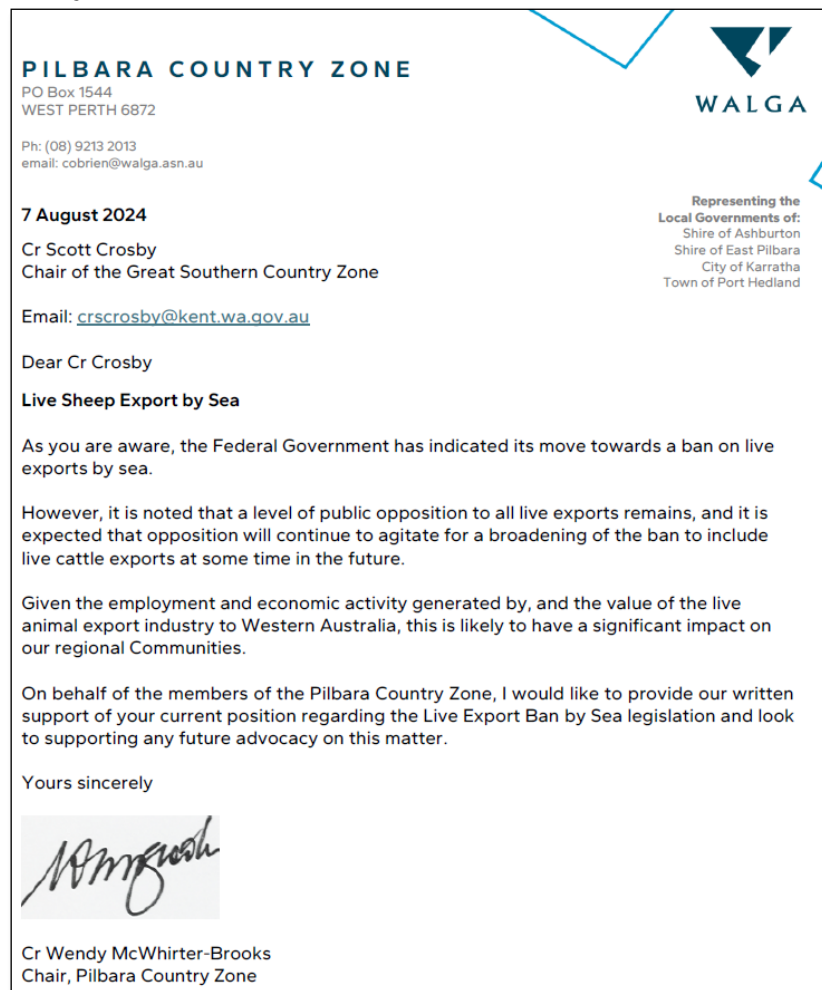 PILBARA COUNTRY ZONE
PO Box 1544
WEST PERTH 6872
Ph: (08) 9213 2013
email: cobrien@walga.asn.au
WALGA
Representing the
Local Governments of:
Shire of Ashburton
Shire of East Pilbara
City of Karratha
Town of Port Hedland
7 August 2024
Cr Scott Crosby
Chair of the Great Southern Country Zone
Email: crscrosby@kent.wa.gov.au
Dear Cr Crosby
Live Sheep Export by Sea
As you are aware, the Federal Government has indicated its move towards a ban on live
exports by sea.
However, it is noted that a level of public opposition to all live exports remains, and it is
expected that opposition will continue to agitate for a broadening of the ban to include
live cattle exports at some time in the future.
Given the employment and economic activity generated by, and the value of the live
animal export industry to Western Australia, this is likely to have a significant impact on
our regional Communities.
On behalf of the members of the Pilbara Country Zone, I would like to provide our written
support of your current position regarding the Live Export Ban by Sea legislation and look
to supporting any future advocacy on this matter.
Yours sincerely
Cr Wendy McWhirter-Brooks
Chair, Pilbara Country Zone